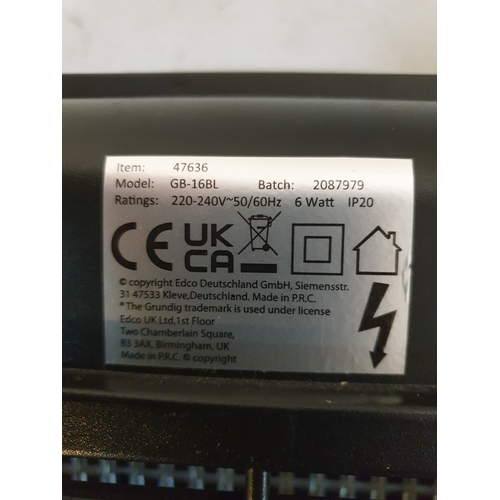 Item: 47636
Model: GB-16BL Batch: 2087979
Ratings: 220-240V~50/60Hz 6 Watt IP20
CE UK CA
© copyright Edco Deutschland GmbH, Siemensstr.
31 47533 Kleve,Deutschland. Made in P.R.C.
*The Grundig trademark is used under license
Edco UK Ltd,1st Floor
Two Chamberlain Square,
B3 3AX, Birmingham, UK
Made in P.R.C. © copyright